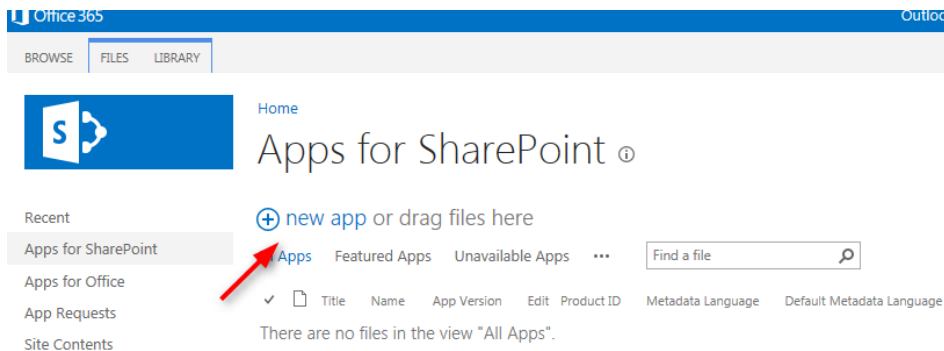 Office 365 Outloo
BROWSE FILES LIBRARY
S
Home
Apps for SharePoint
new app or drag files here
Recent
Apps for SharePoint
Apps for Office
App Requests
Site Contents
Apps Featured Apps Unavailable Apps ••• Find a file
Title Name App Version Edit Product ID Metadata Language Default Metadata Language
There are no files in the view "All Apps".